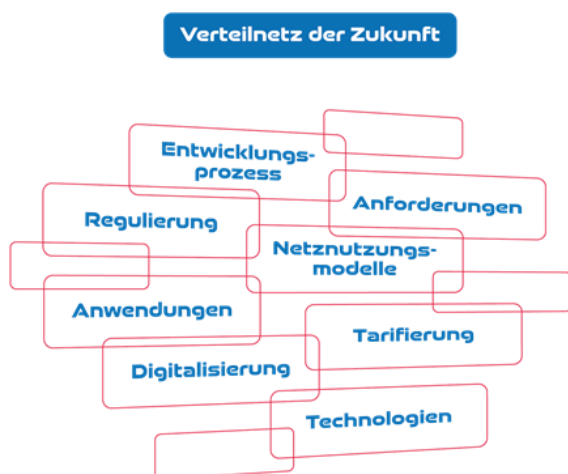 Verteilnetz der Zukunft
Entwicklungs-
prozess
Anforderungen
Regulierung
Netznutzungs-
modelle
Anwendungen
Tarifierung
Digitalisierung
Technologien